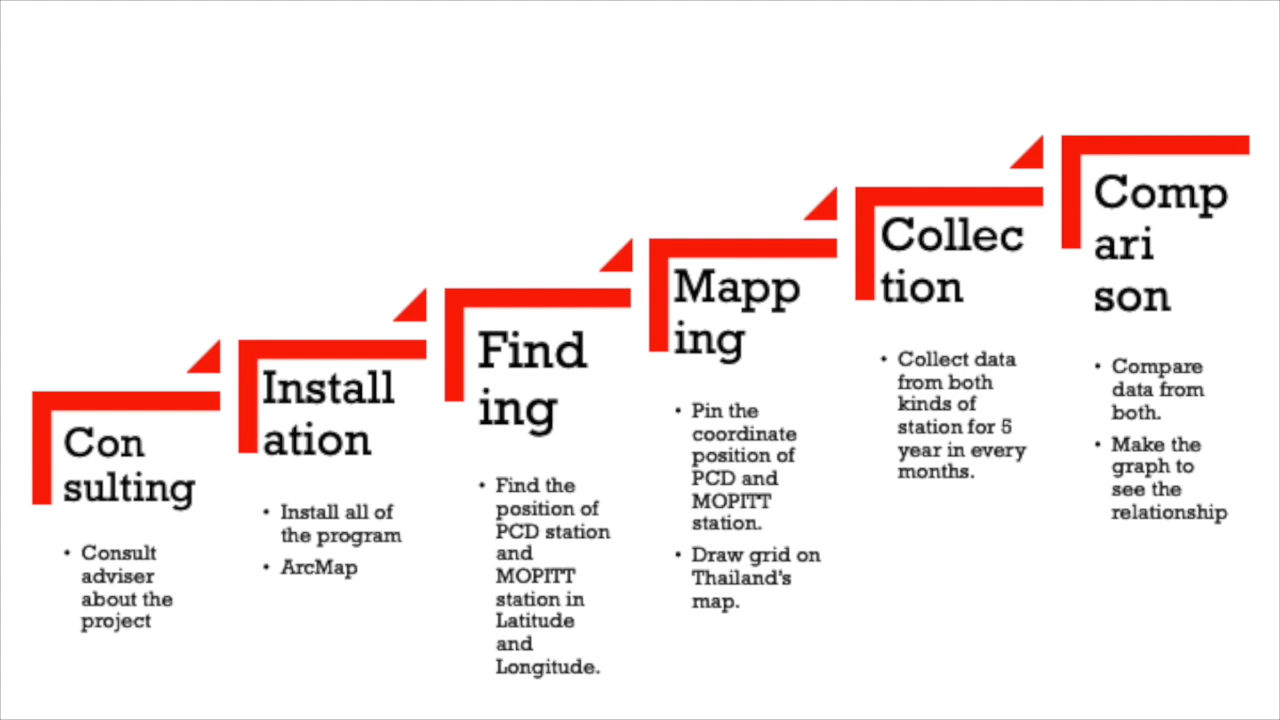 Con
sulting
• Consult
adviser
about the
project
Install
ation
• Install all of
the program
• ArcMap
Find
ing
• Find the
position of
PCD station
and
MOPITT
station in
Latitude
and
Longitude.
Mapp
ing
• Pin the
coordinate
position of
PCD and
MOPITT
station.
• Draw grid on
Thailand's
map.
Collec
tion
• Collect data
from both
kinds of
station for 5
year in every
months.
Comp
ari
son
• Compare
data from
both.
• Make the
graph to
see the
relationship